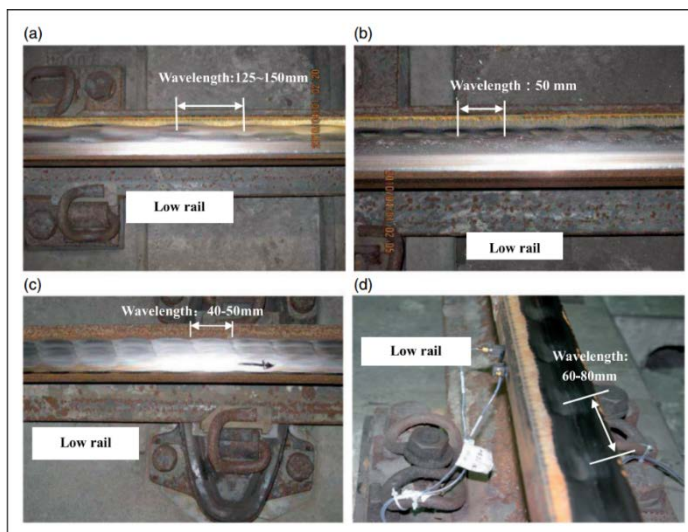 (a)
Wavelength:125~150mm
Low rail
(b)
Wavelength：50 mm
Low rail
(c)
Wavelength：40-50mm
Low rail
(d)
Low rail
Wavelength:
60-80mm